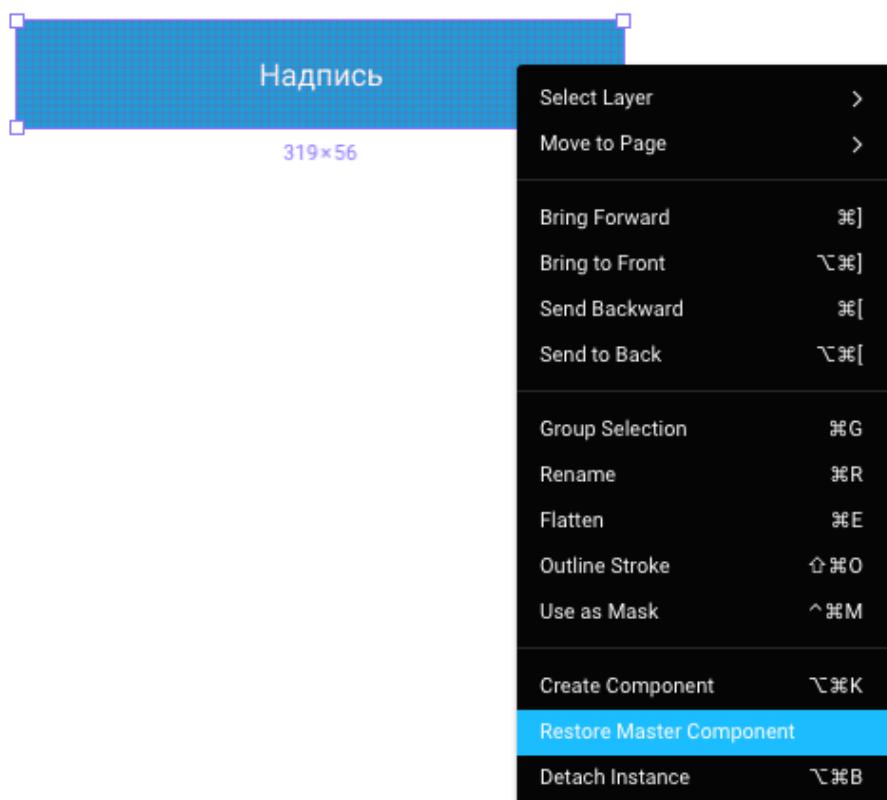 Надпись
319×56
Select Layer
Move to Page
Bring Forward ⌘]
Bring to Front ⌥⌘]
Send Backward ⌘[
Send to Back ⌥⌘[
Group Selection ⌘G
Rename ⌘R
Flatten ⌘E
Outline Stroke ⇧⌘O
Use as Mask ^⌘M
Create Component ⌥⌘K
Restore Master Component
Detach Instance ⌥⌘B